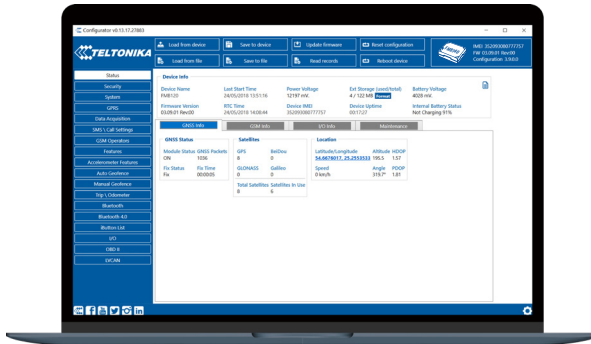 Configurator v0.13.17.27883
TELTONIKA
Load from device
Save to device
Update firmware
Reset configuration
Load from file
Save to file
Read records
Reboot device
IMEI 352093080777757
FW 03.09.01 Rev:00
Configuration 3.9.0.0
Status
Security
System
GPRS
Data Acquisition
SMS \ Call Settings
GSM Operators
Features
Accelerometer Features
Auto Geofence
Manual Geofence
Trip \ Odometer
Bluetooth
Bluetooth 4.0
iButton List
I/O
OBD II
LVCAN
Device Info
Device Name
FMB120
Last Start Time
24/05/2018 13:51:16
Power Voltage
12197 mV.
Ext Storage (used/total)
4 / 122 MB Format
Battery Voltage
4028 mV.
Firmware Version
03.09.01 Rev:00
RTC Time
24/05/2018 14:08:44
Device IMEI
352093080777757
Device Uptime
00:17:27
Internal Battery Status
Not Charging 91%
GNSS Info
GSM Info
I/O Info
Maintenance
GNSS Status
Module Status GNSS Packets
ON 1036
Fix Status Fix Time
Fix 00:00:05
Satellites
GPS BeiDou
8 0
GLONASS Galileo
0 0
Total Satellites Satellites In Use
8 6
Location
Latitude/Longitude Altitude HDOP
54.6676017, 25.2553533 195.5 1.57
Speed Angle PDOP
0 km/h 319.7° 1.81